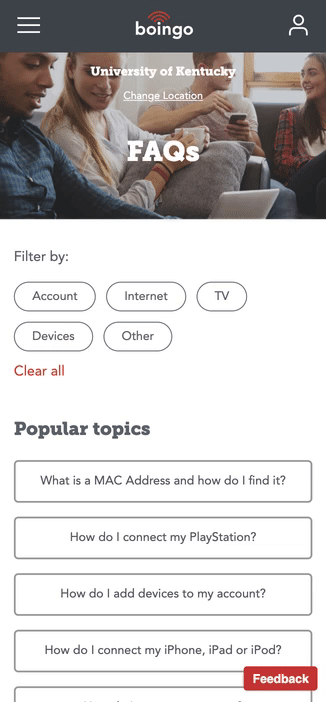 boingo
University of Kentucky
Change Location
FAQs
Filter by:
Account
Internet
TV
Devices
Other
Clear all
Popular topics
What is a MAC Address and how do I find it?
How do I connect my PlayStation?
How do I add devices to my account?
How do I connect my iPhone, iPad or iPod?
Feedback